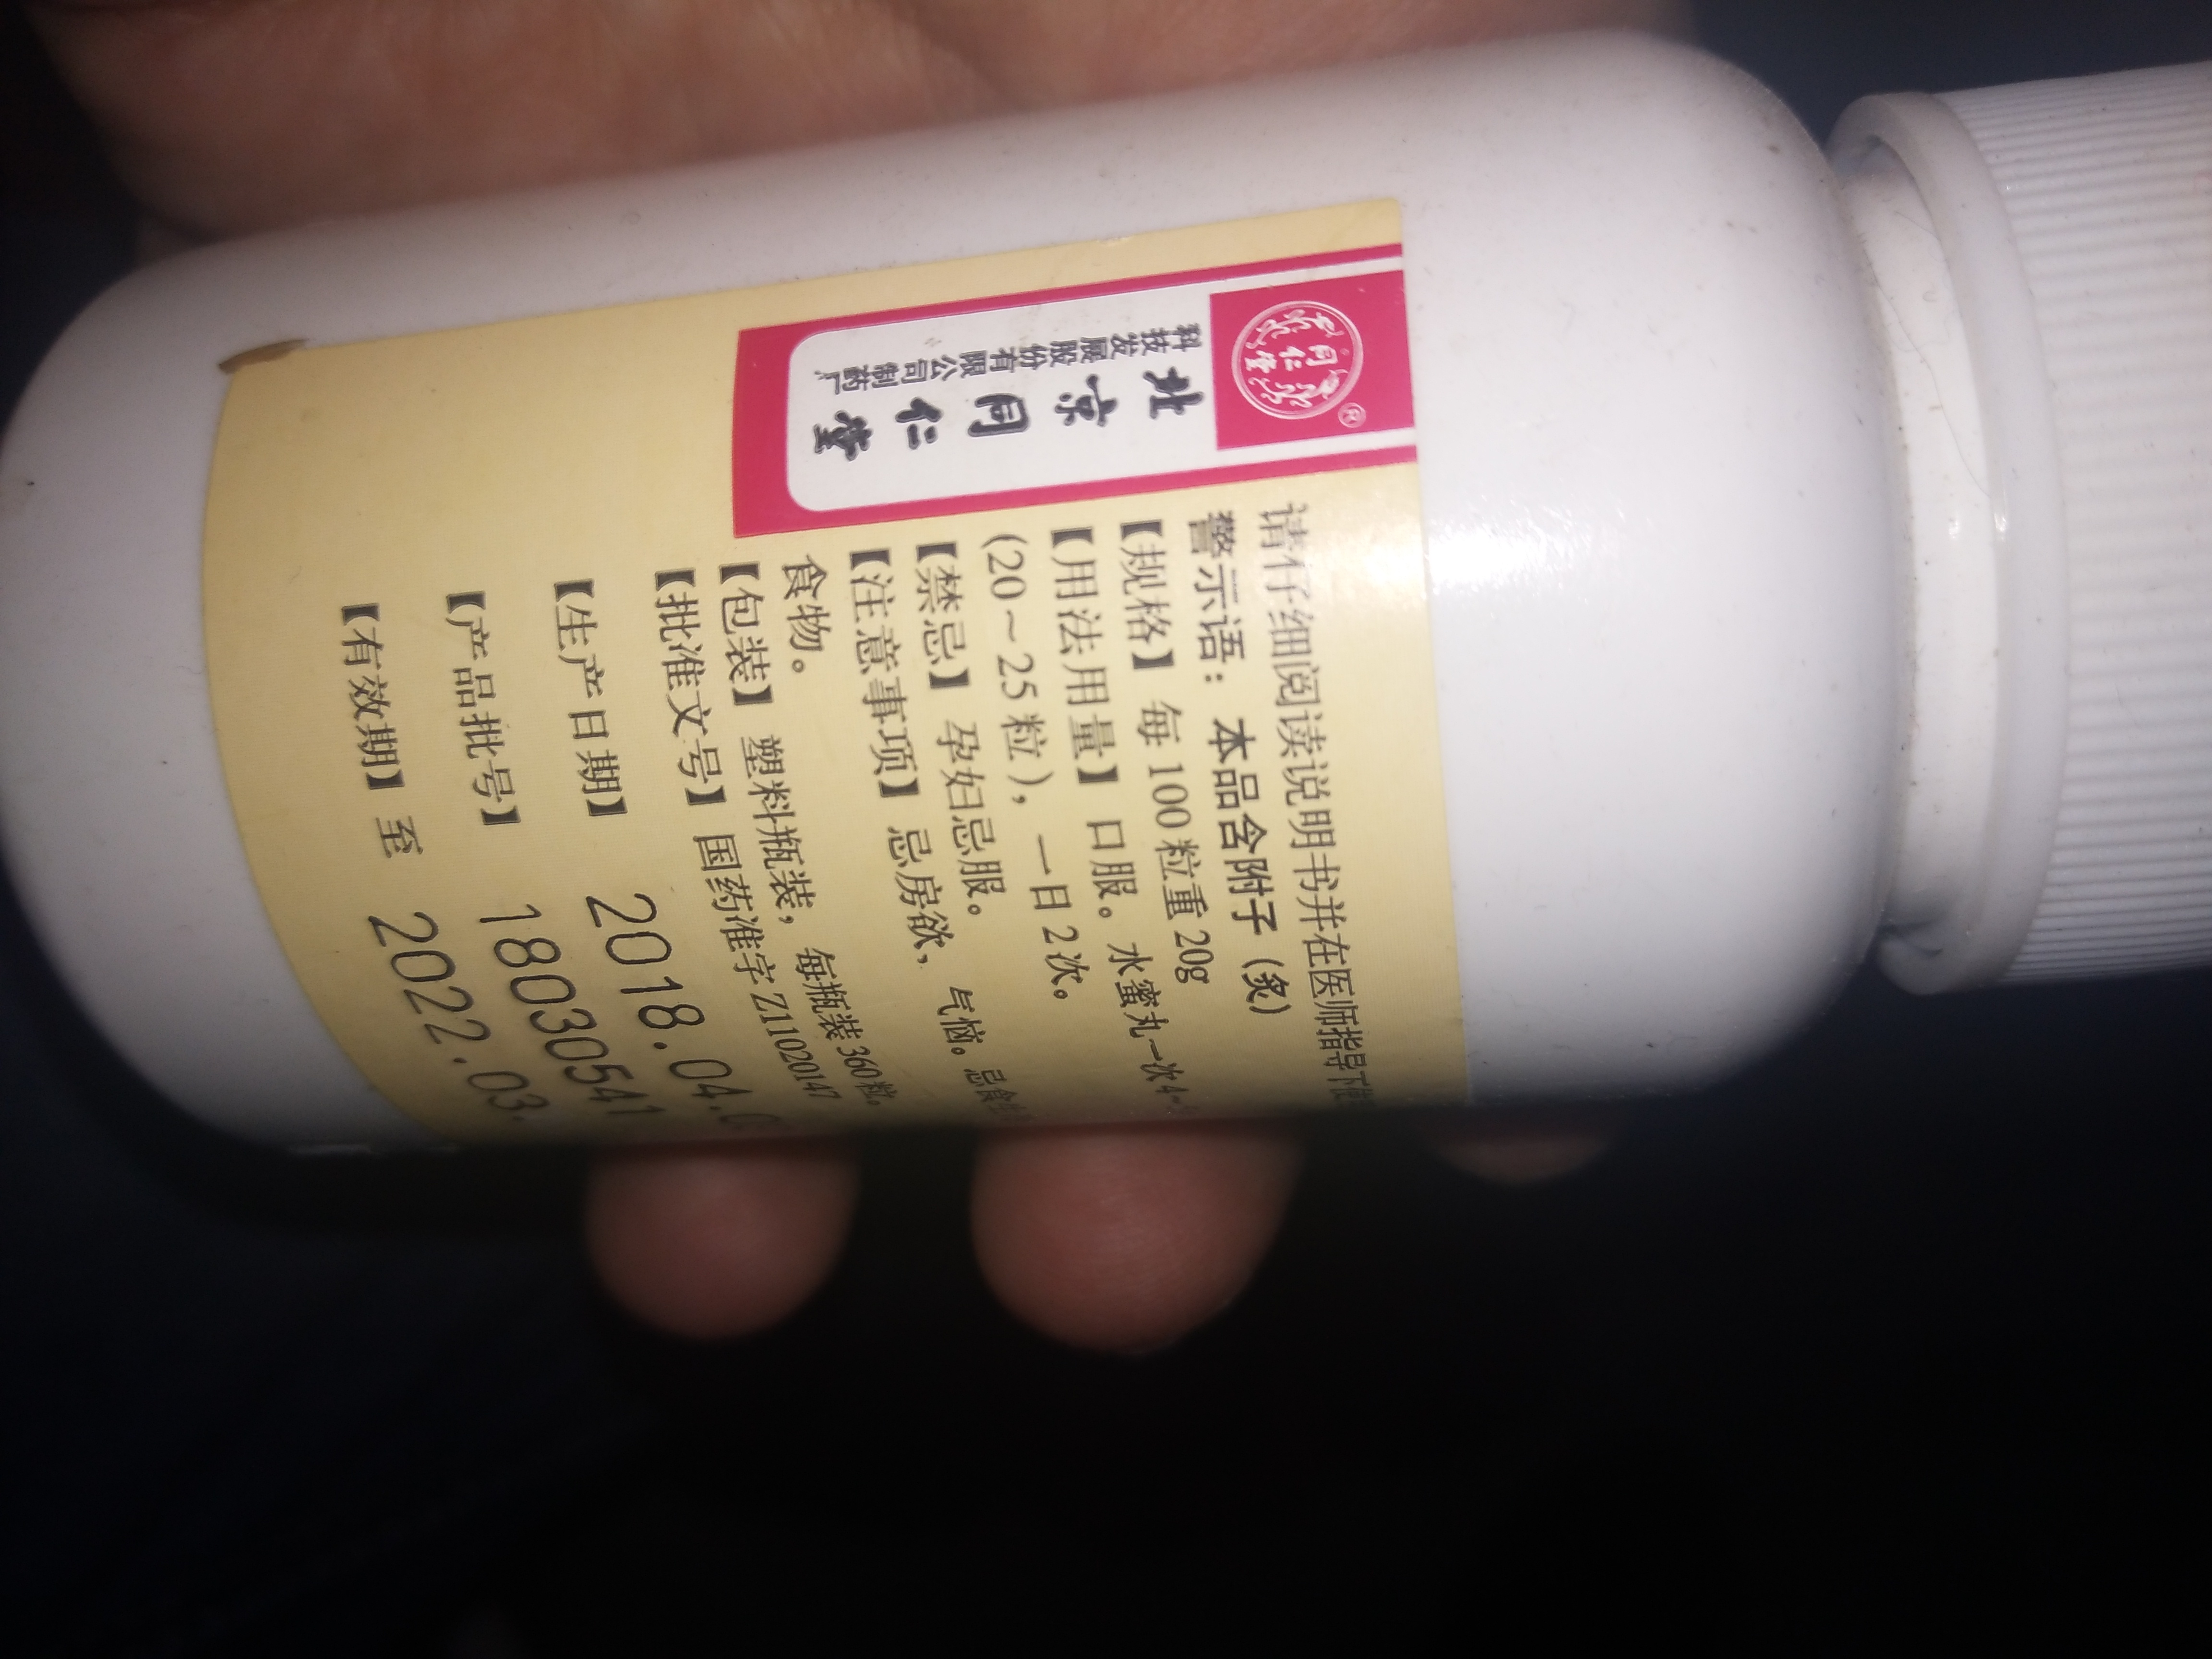 同仁堂
北京同仁堂
科技发展股份有限公司制药厂
请仔细阅读说明书并在医师指导下
警示语：本品含附子（炙）
【规格】 每100粒重20g
【用法用量】 口服。水蜜丸一次4~
(20～25粒)，一日2次。
【禁忌】 孕妇忌服。
【注意事项】 忌房欲、气恼。忌食
食物。
【包装】 塑料瓶装，每瓶装360粒。
【批准文号】国药准字Z11020147
【生产日期】 2018.04.
【产品批号】 18030541
【有效期】至 2022.03.